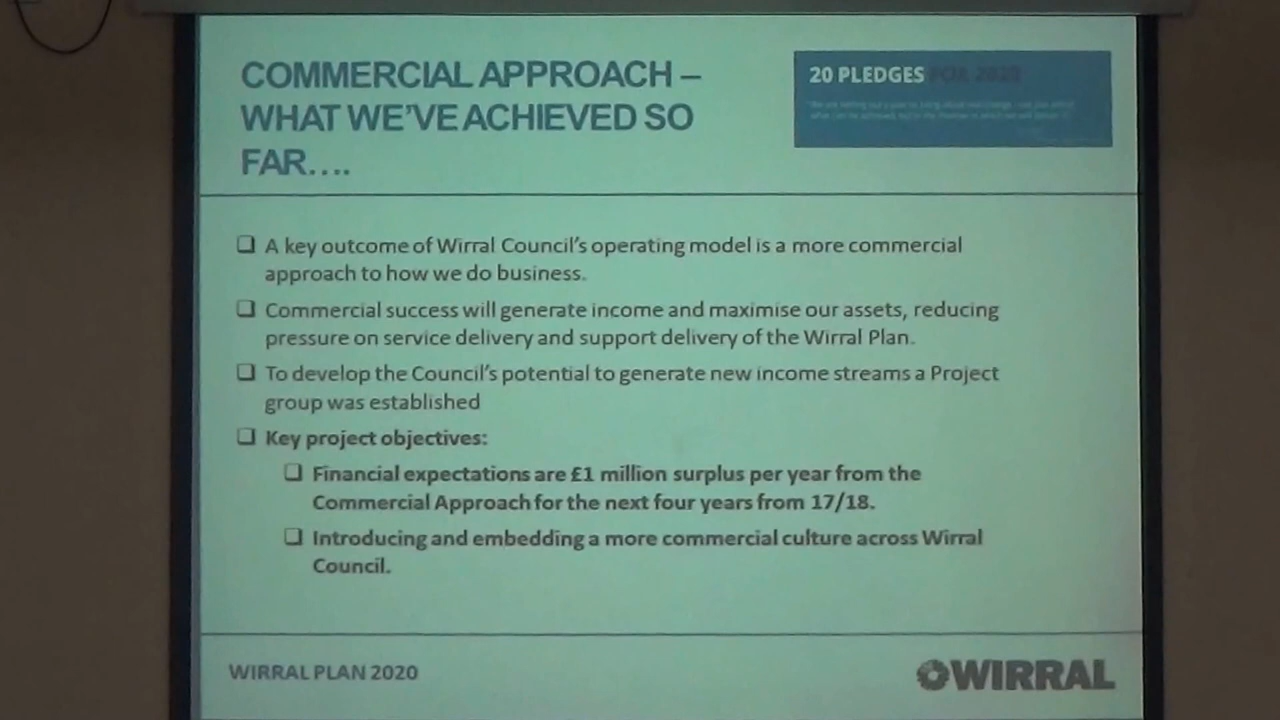 COMMERCIAL APPROACH –
WHAT WE'VE ACHIEVED SO
FAR....
20 PLEDGES FOR 2020
❑ A key outcome of Wirral Council's operating model is a more commercial
approach to how we do business.
❑ Commercial success will generate income and maximise our assets, reducing
pressure on service delivery and support delivery of the Wirral Plan.
❑ To develop the Council's potential to generate new income streams a Project
group was established
❑ Key project objectives:
❑ Financial expectations are £1 million surplus per year from the
Commercial Approach for the next four years from 17/18.
❑ Introducing and embedding a more commercial culture across Wirral
Council.
WIRRAL PLAN 2020
WIRRAL